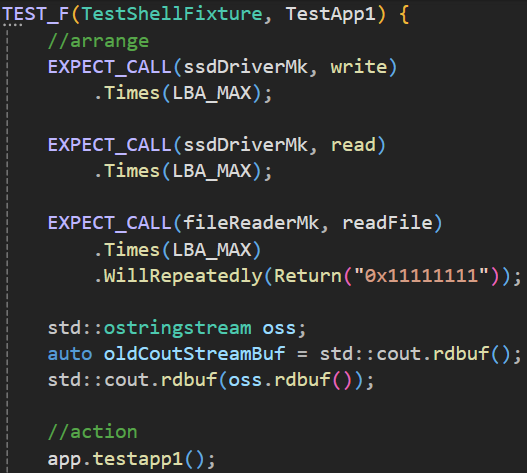 TEST_F(TestShellFixture, TestApp1) {
    //arrange
    EXPECT_CALL(ssdDriverMk, write)
        .Times(LBA_MAX);

    EXPECT_CALL(ssdDriverMk, read)
        .Times(LBA_MAX);

    EXPECT_CALL(fileReaderMk, readFile)
        .Times(LBA_MAX)
        .WillRepeatedly(Return("0x11111111"));

    std::ostringstream oss;
    auto oldCoutStreamBuf = std::cout.rdbuf();
    std::cout.rdbuf(oss.rdbuf());

    //action
    app.testapp1();